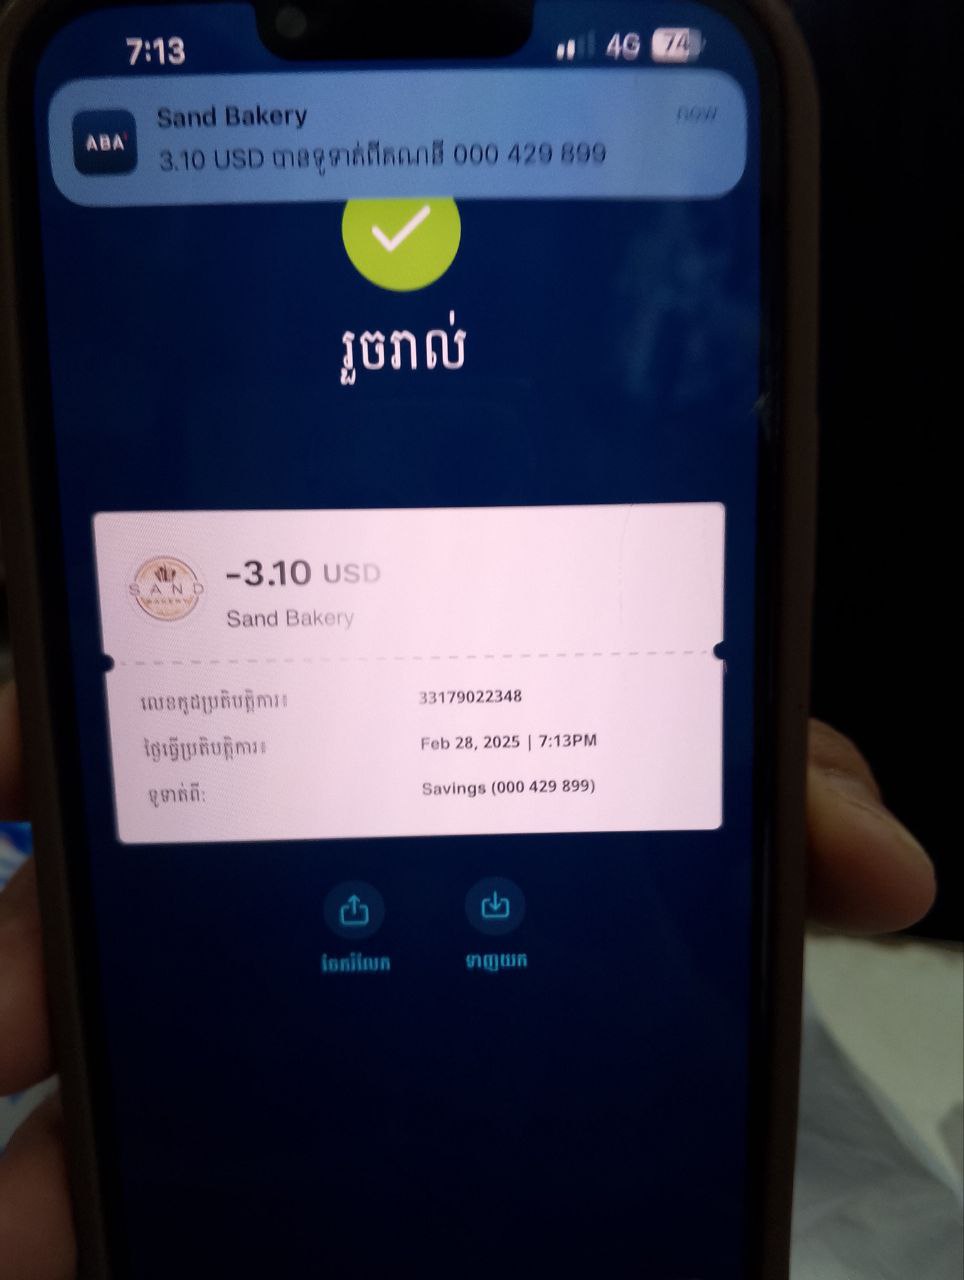 7:13
4G 74
Sand Bakery
now
ABA'
3.10 USD បានទូទាត់ពីគណនី 000 429 899
រួចរាល់
SAND
BAKERY
-3.10 USD
Sand Bakery
លេខកូដប្រតិបត្តិការ៖ 33179022348
ថ្ងៃធ្វើប្រតិបត្តិការ៖ Feb 28, 2025 | 7:13PM
ទូទាត់ពី: Savings (000 429 899)
ចែករំលែក
ទាញយក